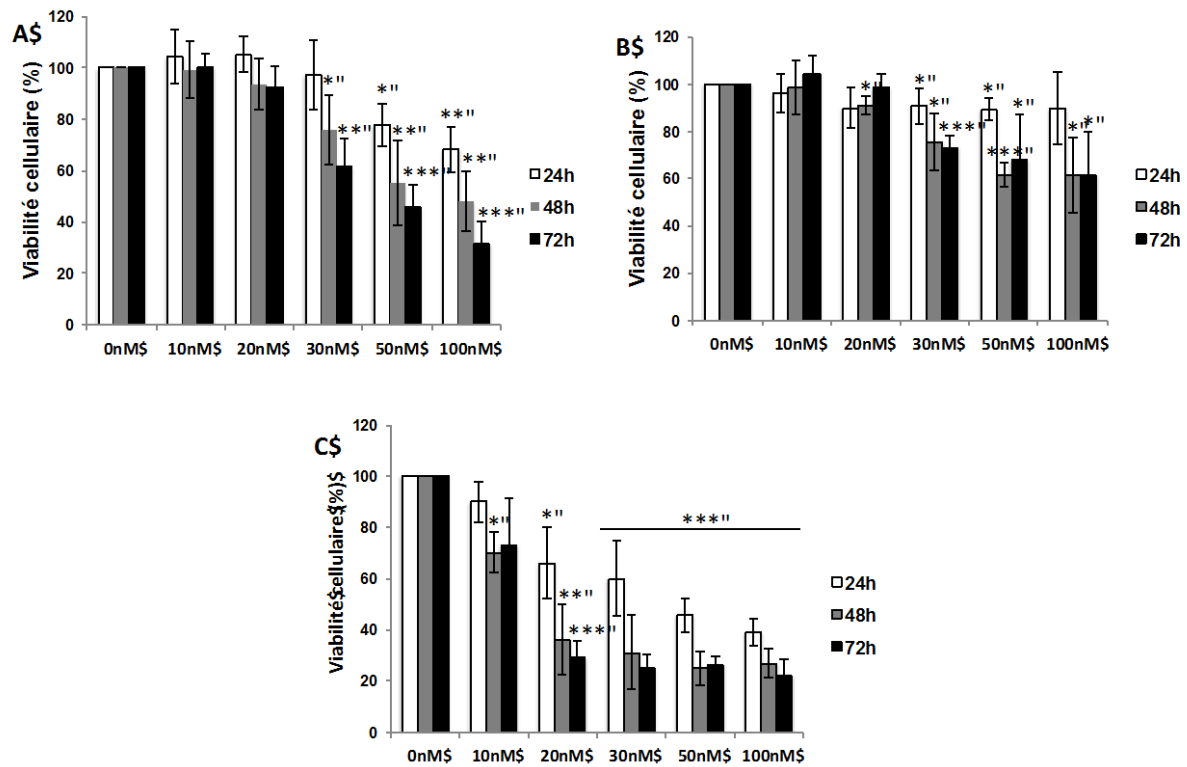 A$
Viabilité cellulaire (%)
120
100
80
60
40
20
0
*"
**"
*"
**"
***"
**"
**"
***"
0nM$ 10nM$ 20nM$ 30nM$ 50nM$ 100nM$
24h
48h
72h
B$
Viabilité cellulaire (%)
120
100
80
60
40
20
0
*"
*"
*"
***"
*"
***"
*"
*"
*"
0nM$ 10nM$ 20nM$ 30nM$ 50nM$ 100nM$
24h
48h
72h
C$
Viabilité cellulaire (%)$
120
100
80
60
40
20
0
*"
*"
**"
***"
***"
0nM$ 10nM$ 20nM$ 30nM$ 50nM$ 100nM$
24h
48h
72h